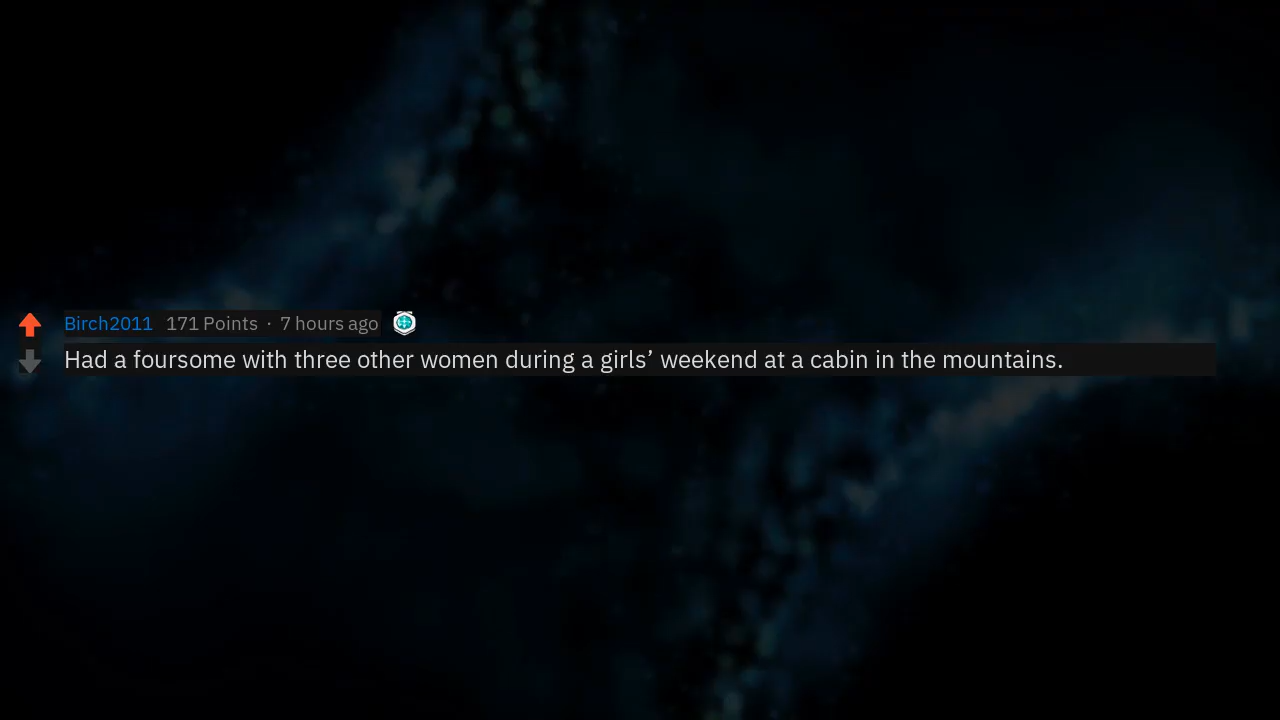 Birch2011 171 Points · 7 hours ago
Had a foursome with three other women during a girls’ weekend at a cabin in the mountains.